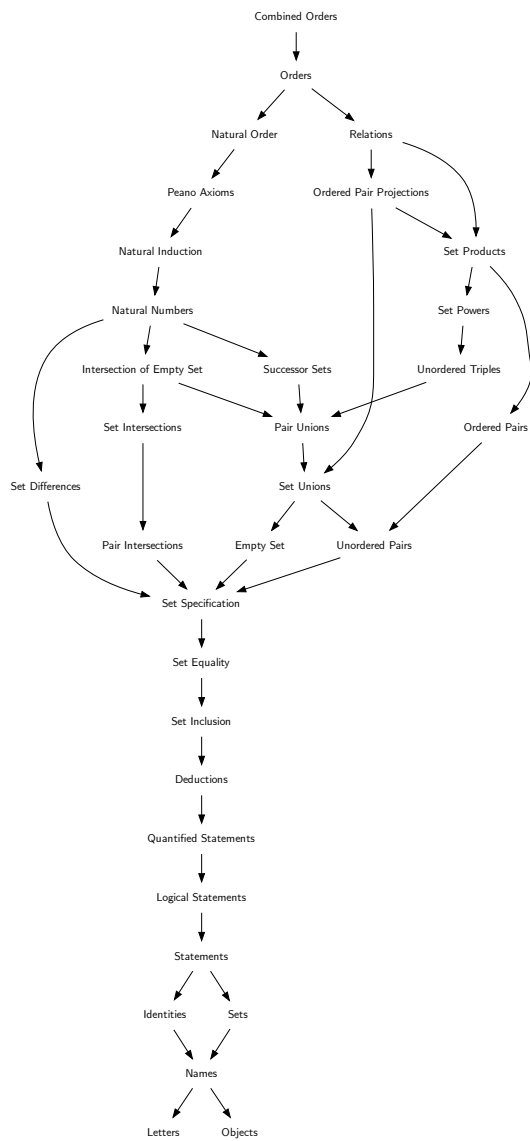 Combined Orders
Orders
Natural Order
Relations
Peano Axioms
Ordered Pair Projections
Natural Induction
Set Products
Natural Numbers
Set Powers
Intersection of Empty Set
Successor Sets
Unordered Triples
Set Intersections
Pair Unions
Ordered Pairs
Set Differences
Set Unions
Pair Intersections
Empty Set
Unordered Pairs
Set Specification
Set Equality
Set Inclusion
Deductions
Quantified Statements
Logical Statements
Statements
Identities
Sets
Names
Letters
Objects